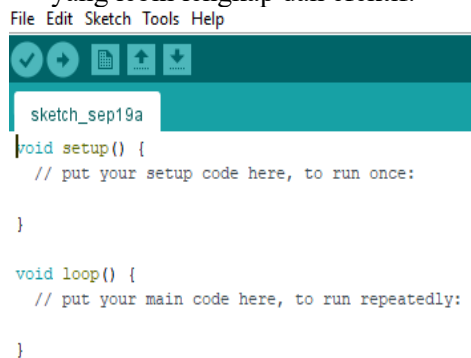 File Edit Sketch Tools Help
sketch_sep19a
void setup() {
  // put your setup code here, to run once:
}
void loop() {
  // put your main code here, to run repeatedly:
}